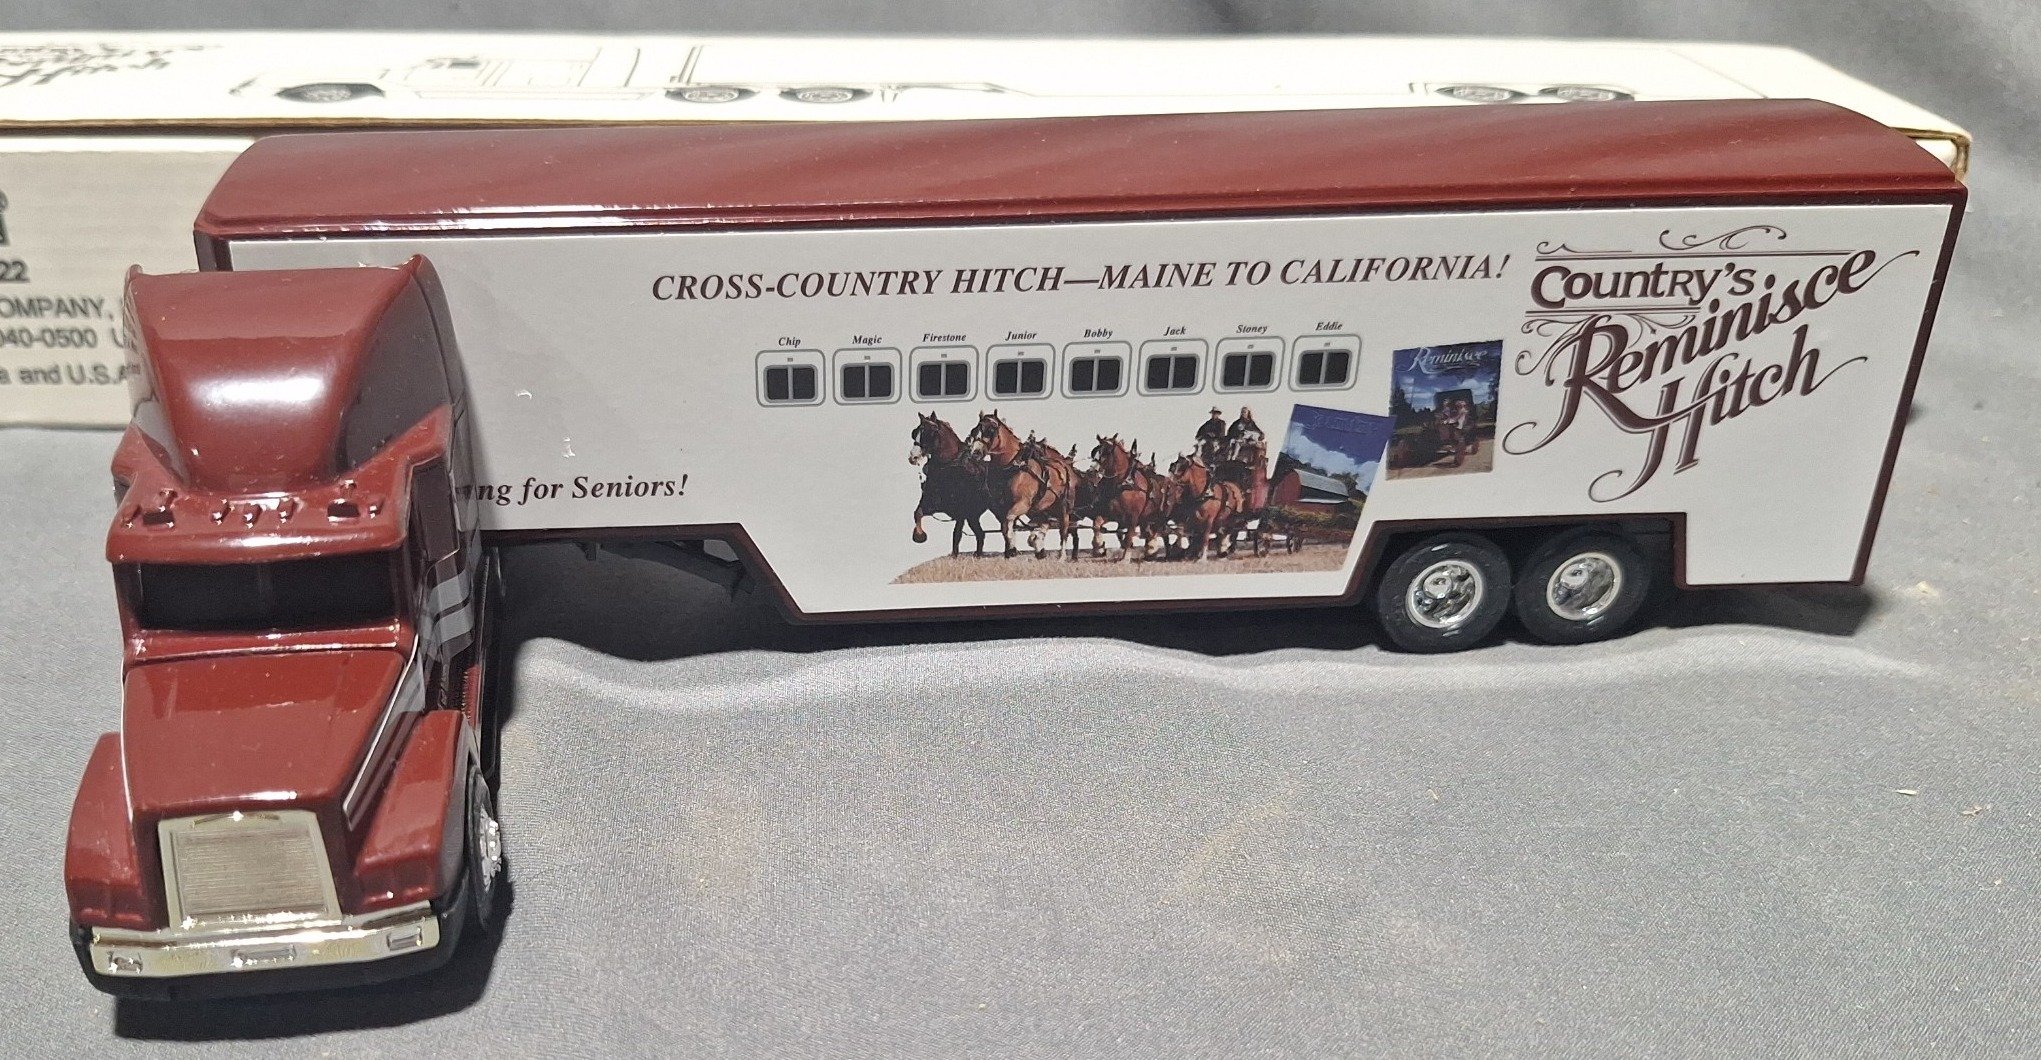 22
OMPANY,
040-0500 U
and U.S.A
CROSS-COUNTRY HITCH—MAINE TO CALIFORNIA!
Chip Magic Firestone Junior Bobby Jack Stoney Eddie
Reminisce
Country's
Reminisce
Hitch
ng for Seniors!